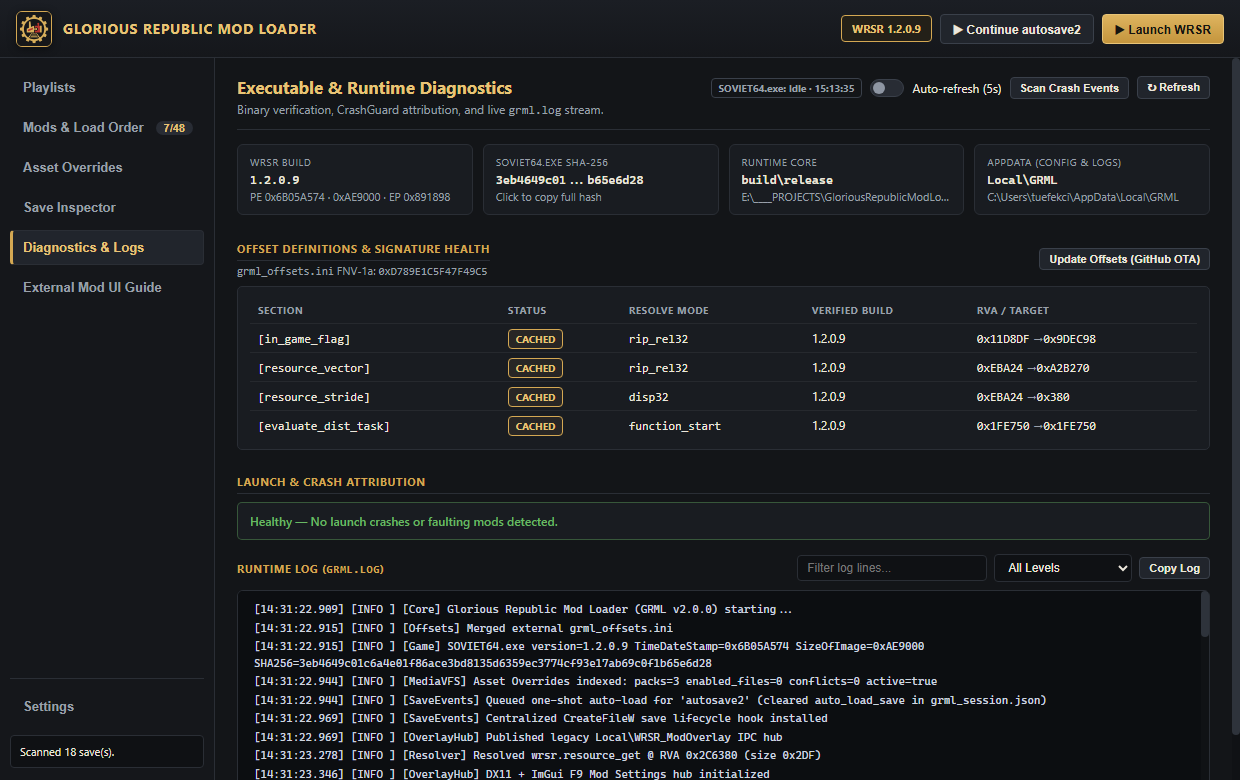 GLORIOUS REPUBLIC MOD LOADER
WRSR 1.2.0.9
▶ Continue autosave2
▶ Launch WRSR
Playlists
Mods & Load Order 7/48
Asset Overrides
Save Inspector
Diagnostics & Logs
External Mod UI Guide
Settings
Scanned 18 save(s).
Executable & Runtime Diagnostics
Binary verification, CrashGuard attribution, and live grml.log stream.
SOVIET64.exe: Idle · 15:13:35
Auto-refresh (5s)
Scan Crash Events
↻ Refresh
WRSR BUILD
1.2.0.9
PE 0x6B05A574 · 0xAE9000 · EP 0x891898
SOVIET64.EXE SHA-256
3eb4649c01 ... b65e6d28
Click to copy full hash
RUNTIME CORE
build\release
E:\___PROJECTS\GloriousRepublicModLo...
APPDATA (CONFIG & LOGS)
Local\GRML
C:\Users\tuefekci\AppData\Local\GRML
OFFSET DEFINITIONS & SIGNATURE HEALTH
grml_offsets.ini FNV-1a: 0xD789E1C5F47F49C5
Update Offsets (GitHub OTA)
SECTION STATUS RESOLVE MODE VERIFIED BUILD RVA / TARGET
[in_game_flag] CACHED rip_rel32 1.2.0.9 0x11D8DF →0x9DEC98
[resource_vector] CACHED rip_rel32 1.2.0.9 0xEBA24 →0xA2B270
[resource_stride] CACHED disp32 1.2.0.9 0xEBA24 →0x380
[evaluate_dist_task] CACHED function_start 1.2.0.9 0x1FE750 →0x1FE750
LAUNCH & CRASH ATTRIBUTION
Healthy — No launch crashes or faulting mods detected.
RUNTIME LOG (GRML.LOG)
Filter log lines...
All Levels
Copy Log
[14:31:22.909] [INFO ] [Core] Glorious Republic Mod Loader (GRML v2.0.0) starting...
[14:31:22.915] [INFO ] [Offsets] Merged external grml_offsets.ini
[14:31:22.915] [INFO ] [Game] SOVIET64.exe version=1.2.0.9 TimeDateStamp=0x6B05A574 SizeOfImage=0xAE9000
SHA256=3eb4649c01c6a4e01f86ace3bd8135d6359ec3774cf93e17ab69c0f1b65e6d28
[14:31:22.944] [INFO ] [MediaVFS] Asset Overrides indexed: packs=3 enabled_files=0 conflicts=0 active=true
[14:31:22.944] [INFO ] [SaveEvents] Queued one-shot auto-load for 'autosave2' (cleared auto_load_save in grml_session.json)
[14:31:22.969] [INFO ] [SaveEvents] Centralized CreateFileW save lifecycle hook installed
[14:31:22.969] [INFO ] [OverlayHub] Published legacy Local\WRSR_ModOverlay IPC hub
[14:31:23.278] [INFO ] [Resolver] Resolved wrsr.resource_get @ RVA 0x2C6380 (size 0x2DF)
[14:31:23.346] [INFO ] [OverlayHub] DX11 + ImGui F9 Mod Settings hub initialized